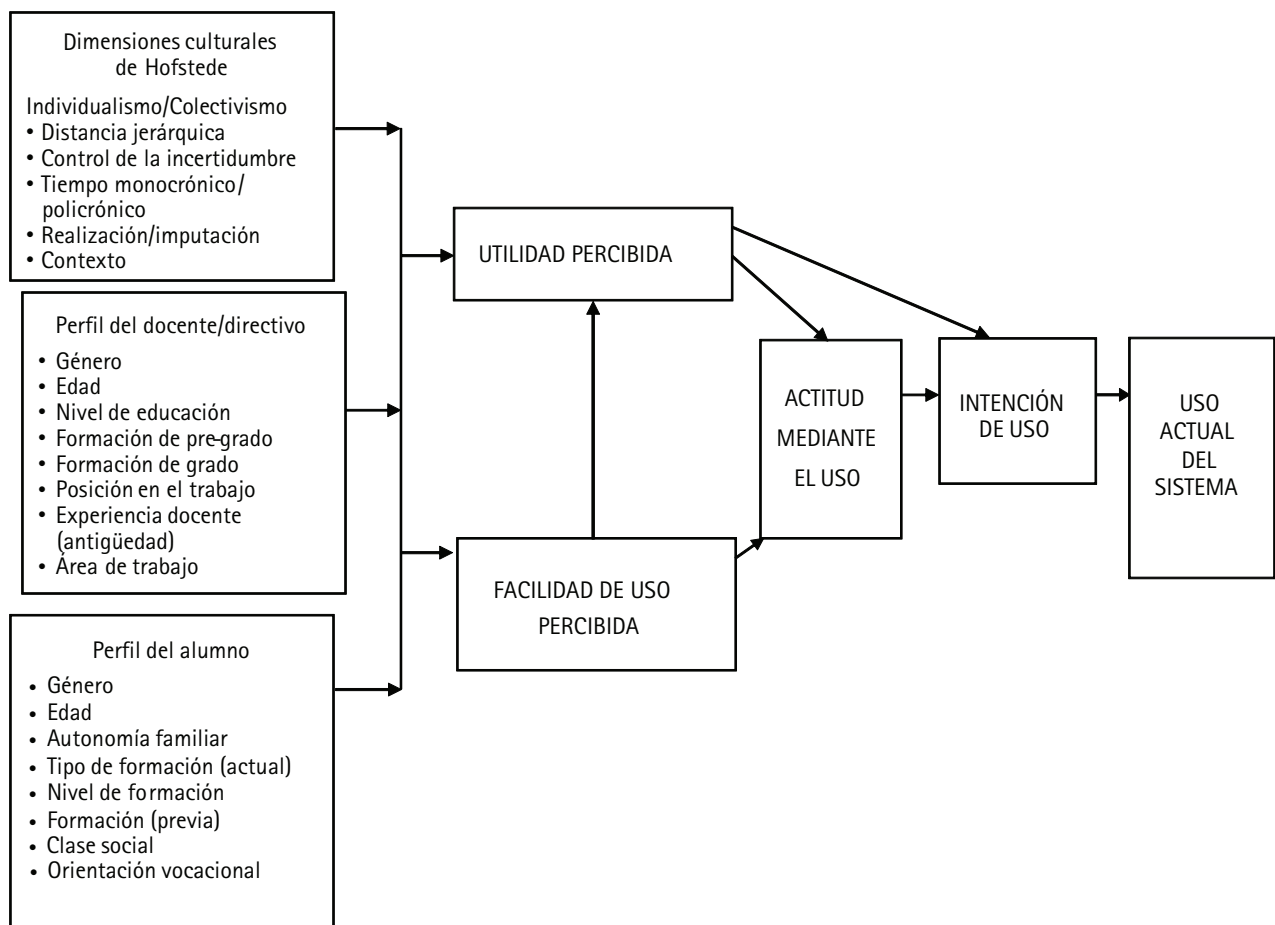 Dimensiones culturales
de Hofstede
Individualismo/Colectivismo
• Distancia jerárquica
• Control de la incertidumbre
• Tiempo monocrónico/
policrónico
• Realización/imputación
• Contexto
Perfil del docente/directivo
• Género
• Edad
• Nivel de educación
• Formación de pre-grado
• Formación de grado
• Posición en el trabajo
• Experiencia docente
(antigüedad)
• Área de trabajo
Perfil del alumno
• Género
• Edad
• Autonomía familiar
• Tipo de formación (actual)
• Nivel de formación
• Formación (previa)
• Clase social
• Orientación vocacional
UTILIDAD PERCIBIDA
FACILIDAD DE USO
PERCIBIDA
ACTITUD
MEDIANTE
EL USO
INTENCIÓN
DE USO
USO
ACTUAL
DEL
SISTEMA